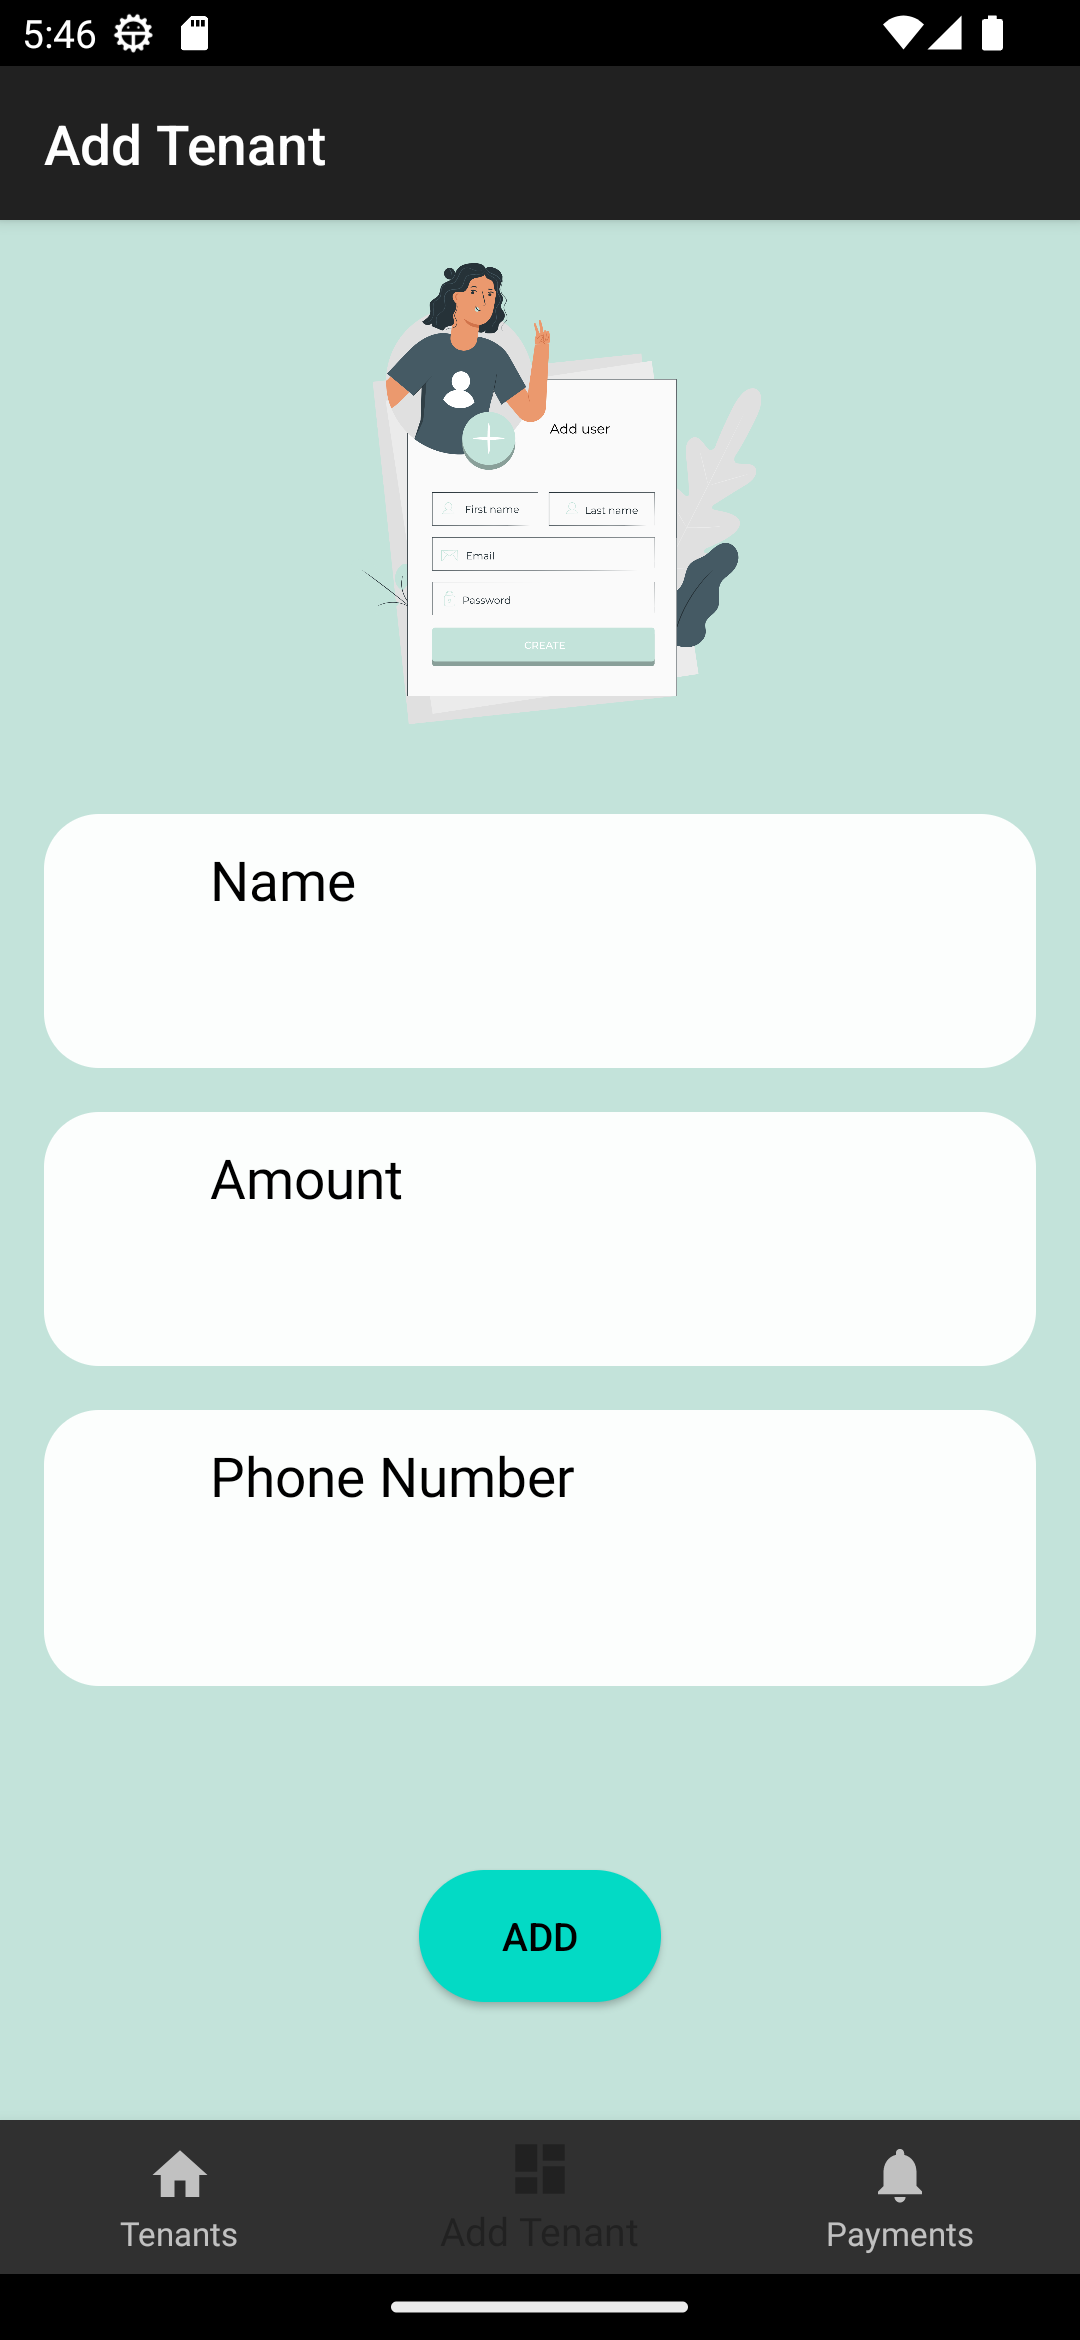 5:46
Add Tenant
Add user
First name
Last name
Email
Password
CREATE
Name
Amount
Phone Number
ADD
Tenants
Add Tenant
Payments